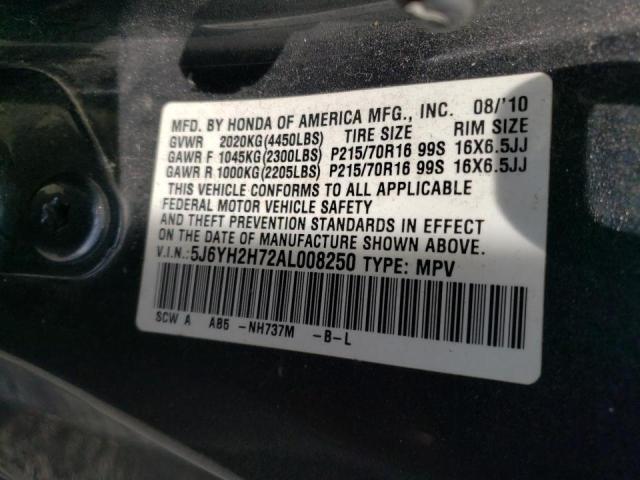 MFD. BY HONDA OF AMERICA MFG., INC. 08/'10
GVWR 2020KG(4450LBS) TIRE SIZE RIM SIZE
GAWR F 1045KG(2300LBS) P215/70R16 99S 16X6.5JJ
GAWR R 1000KG(2205LBS) P215/70R16 99S 16X6.5JJ
THIS VEHICLE CONFORMS TO ALL APPLICABLE
FEDERAL MOTOR VEHICLE SAFETY
AND THEFT PREVENTION STANDARDS IN EFFECT
ON THE DATE OF MANUFACTURE SHOWN ABOVE.
V.I.N.:5J6YH2H72AL008250 TYPE: MPV
SCW A A85 -NH737M -B-L